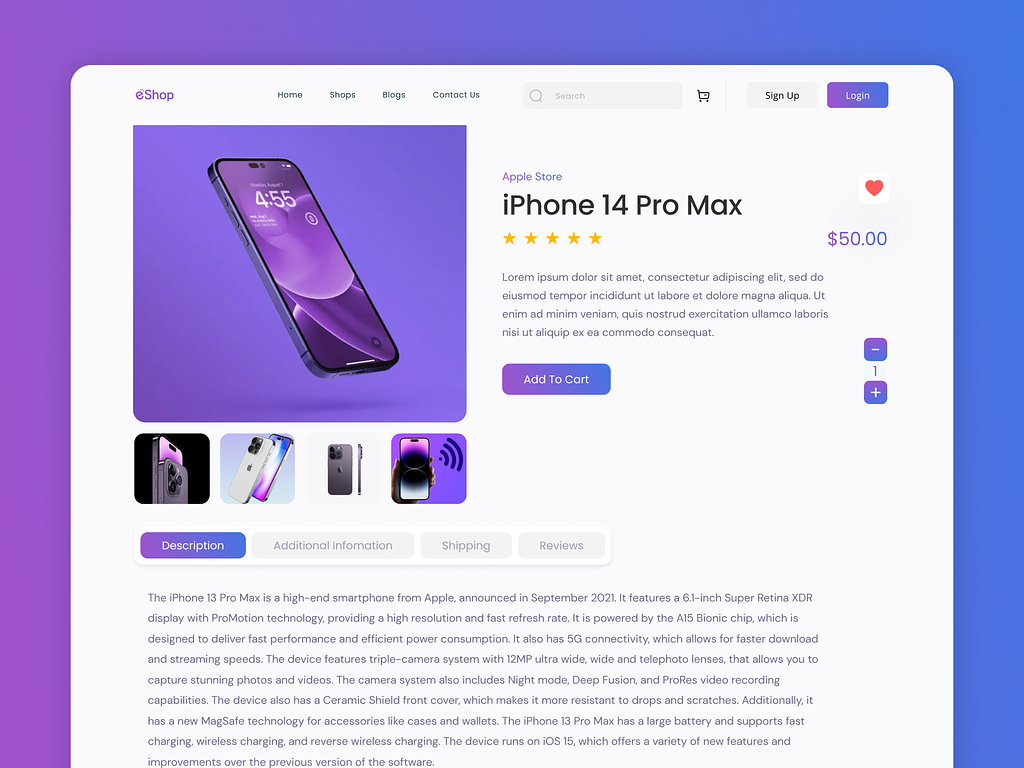 eShop
Home
Shops
Blogs
Contact Us
Search
Sign Up
Login
4:55
Apple Store
iPhone 14 Pro Max
$50.00
Lorem ipsum dolor sit amet, consectetur adipiscing elit, sed do
eiusmod tempor incididunt ut labore et dolore magna aliqua. Ut
enim ad minim veniam, quis nostrud exercitation ullamco laboris
nisi ut aliquip ex ea commodo consequat.
−
1
+
Add To Cart
Description
Additional Infomation
Shipping
Reviews
The iPhone 13 Pro Max is a high-end smartphone from Apple, announced in September 2021. It features a 6.1-inch Super Retina XDR
display with ProMotion technology, providing a high resolution and fast refresh rate. It is powered by the A15 Bionic chip, which is
designed to deliver fast performance and efficient power consumption. It also has 5G connectivity, which allows for faster download
and streaming speeds. The device features triple-camera system with 12MP ultra wide, wide and telephoto lenses, that allows you to
capture stunning photos and videos. The camera system also includes Night mode, Deep Fusion, and ProRes video recording
capabilities. The device also has a Ceramic Shield front cover, which makes it more resistant to drops and scratches. Additionally, it
has a new MagSafe technology for accessories like cases and wallets. The iPhone 13 Pro Max has a large battery and supports fast
charging, wireless charging, and reverse wireless charging. The device runs on iOS 15, which offers a variety of new features and
improvements over the previous version of the software.